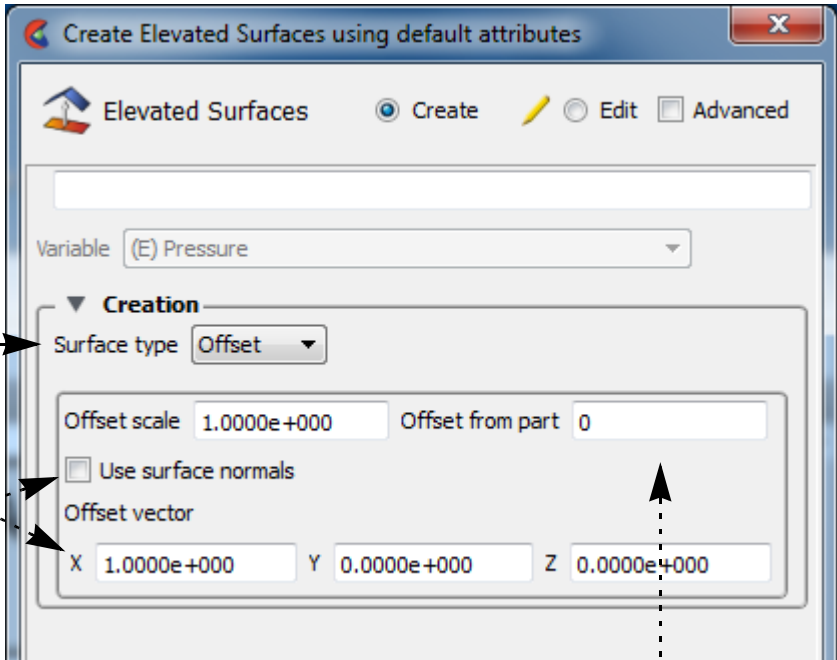 Create Elevated Surfaces using default attributes
Elevated Surfaces Create Edit Advanced
Variable (E) Pressure
Creation
Surface type Offset
Offset scale 1.0000e+000 Offset from part 0
Use surface normals
Offset vector
X 1.0000e+000 Y 0.0000e+000 Z 0.0000e+000